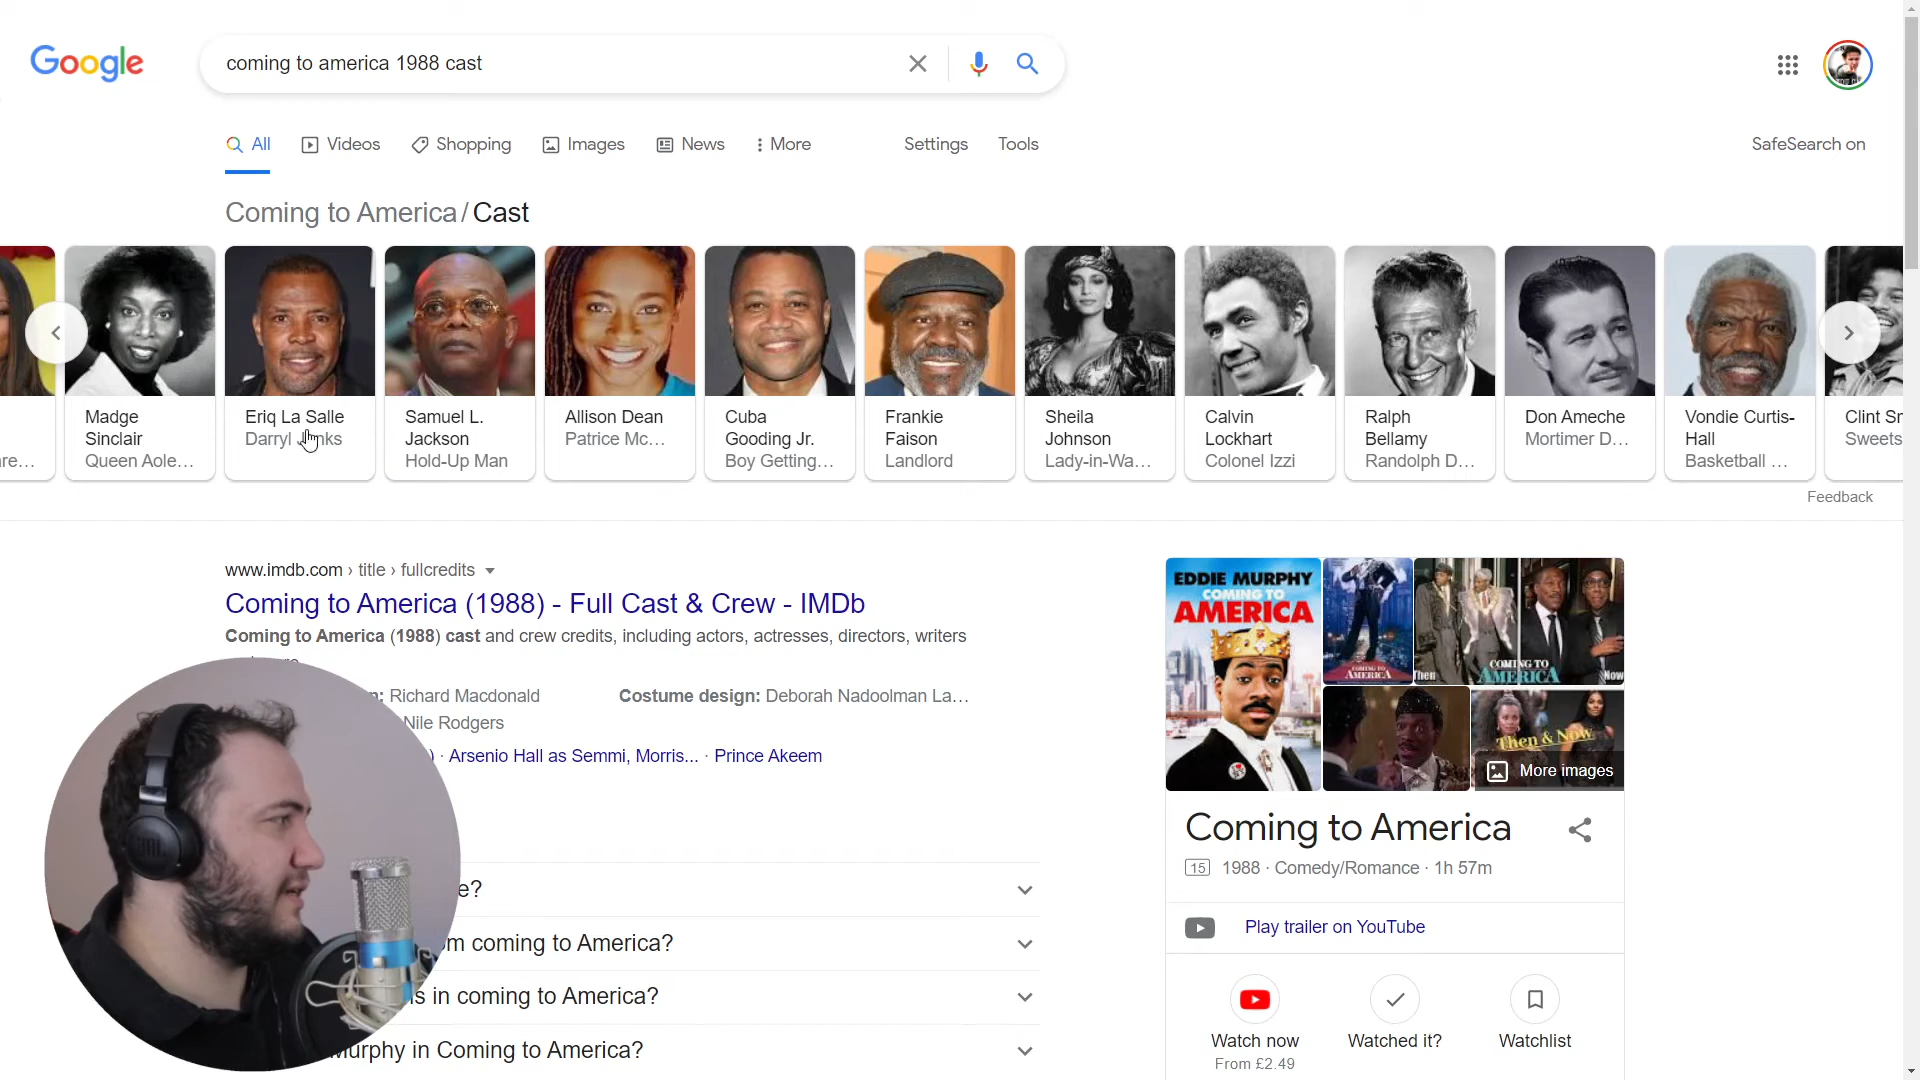 Google
coming to america 1988 cast
All
Videos
Shopping
Images
News
More
Settings
Tools
SafeSearch on
Coming to America / Cast
re...
Madge
Sinclair
Queen Aole...
Eriq La Salle
Darryl
Samuel L.
Jackson
Hold-Up Man
Allison Dean
Patrice Mc...
Cuba
Gooding Jr.
Boy Getting...
Frankie
Faison
Landlord
Sheila
Johnson
Lady-in-Wa...
Calvin
Lockhart
Colonel Izzi
Ralph
Bellamy
Randolph D...
Don Ameche
Mortimer D...
Vondie Curtis-
Hall
Basketball ...
Clint
Sweets
Feedback
www.imdb.com › title › fullcredits
Coming to America (1988) - Full Cast & Crew - IMDb
Coming to America (1988) cast and crew credits, including actors, actresses, directors, writers
Richard Macdonald
Costume design: Deborah Nadoolman La...
Nile Rodgers
· Arsenio Hall as Semmi, Morris... · Prince Akeem
e?
coming to America?
in coming to America?
in Coming to America?
EDDIE MURPHY
COMING TO
AMERICA
COMING TO
AMERICA
Then
COMING TO
AMERICA
Now
Then & Now
More images
Coming to America
15 1988 · Comedy/Romance · 1h 57m
Play trailer on YouTube
Watch now
From £2.49
Watched it?
Watchlist
JBL